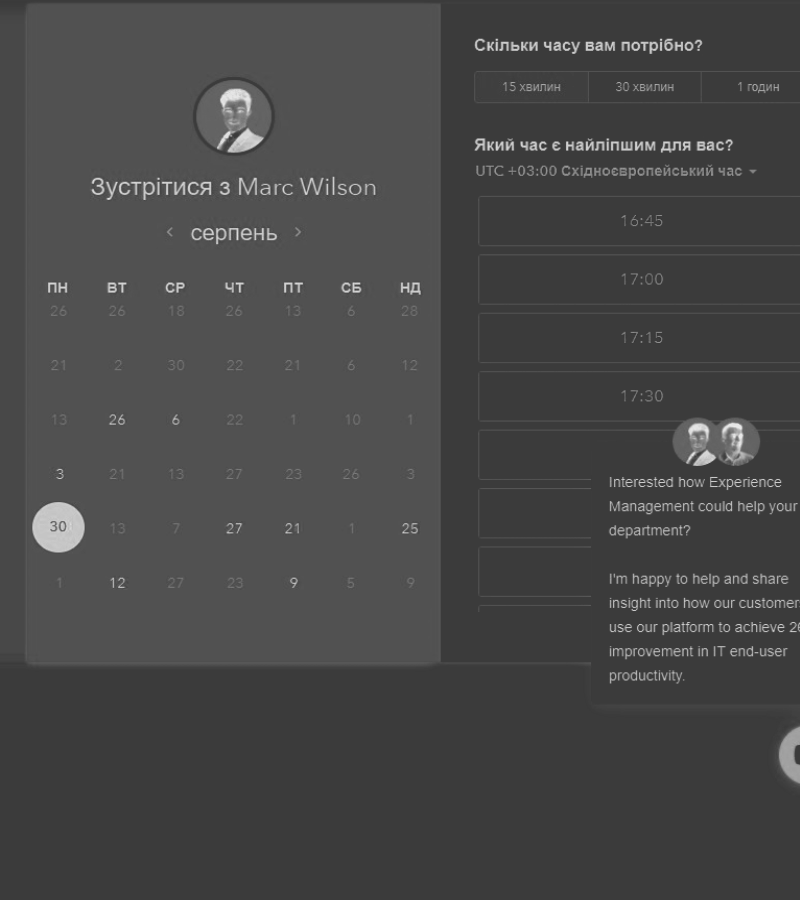 Зустрітися з Marc Wilson
серпень
ПН ВТ СР ЧТ ПТ СБ НД
26 26 18 26 13 6 28
21 2 30 22 21 6 12
13 26 6 22 1 10 1
3 21 13 27 23 26 3
30 13 7 27 21 1 25
1 12 27 23 9 5 9
Скільки часу вам потрібно?
15 хвилин 30 хвилин 1 годин
Який час є найліпшим для вас?
UTC +03:00 Східноєвропейський час
16:45
17:00
17:15
17:30
Interested how Experience
Management could help your
department?
I'm happy to help and share
insight into how our customers
use our platform to achieve
improvement in IT end-user
productivity.